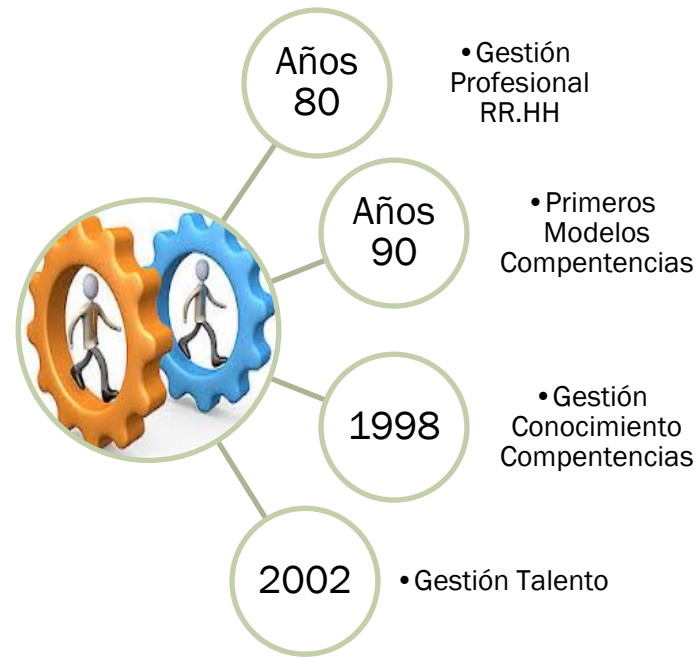 Años
80
• Gestión
Profesional
RR.HH
Años
90
• Primeros
Modelos
Compentencias
1998
• Gestión
Conocimiento
Compentencias
2002
• Gestión Talento